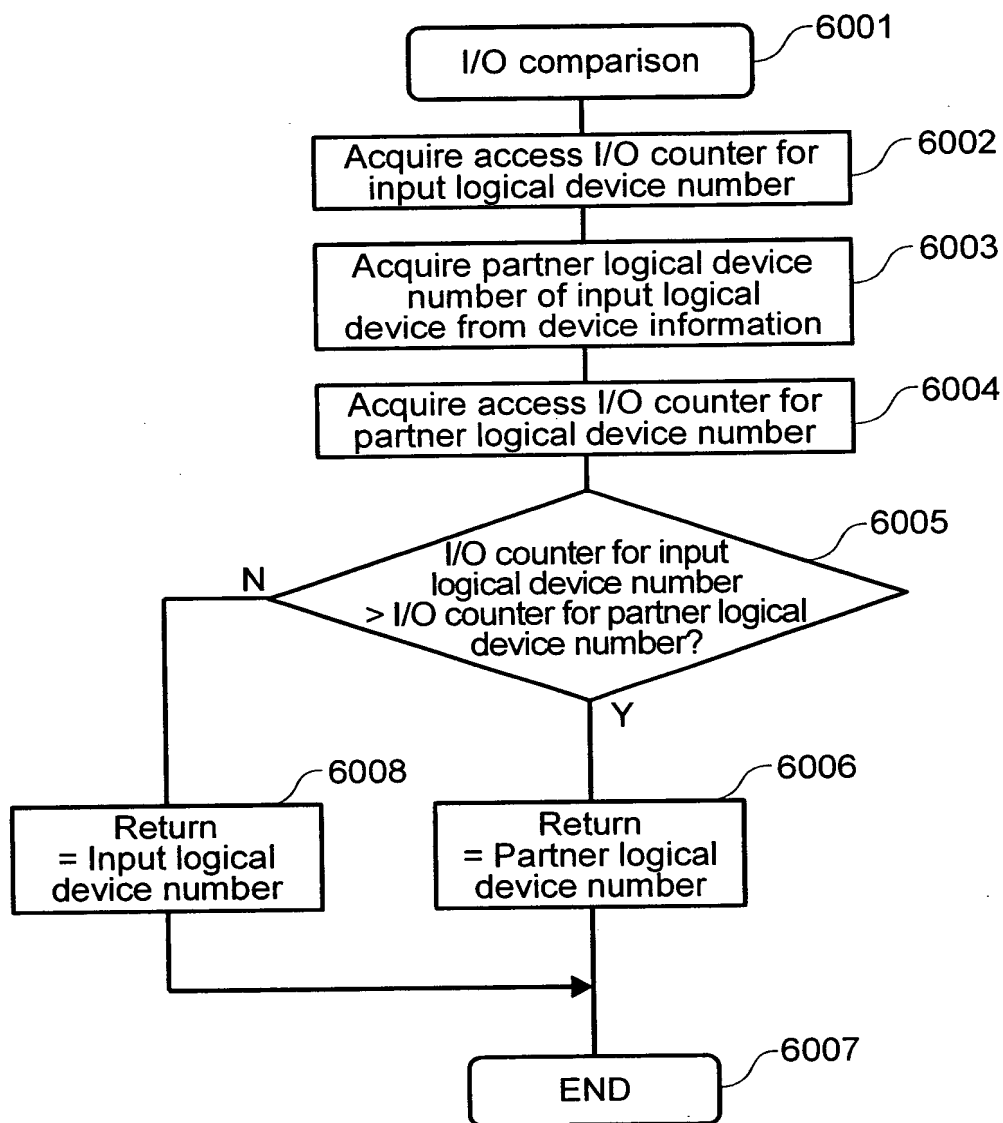 6001
I/O comparison
6002
Acquire access I/O counter for
input logical device number
6003
Acquire partner logical device
number of input logical
device from device information
6004
Acquire access I/O counter for
partner logical device number
6005
I/O counter for input
logical device number
> I/O counter for partner logical
device number?
N
Y
6008
Return
= Input logical
device number
6006
Return
= Partner logical
device number
6007
END